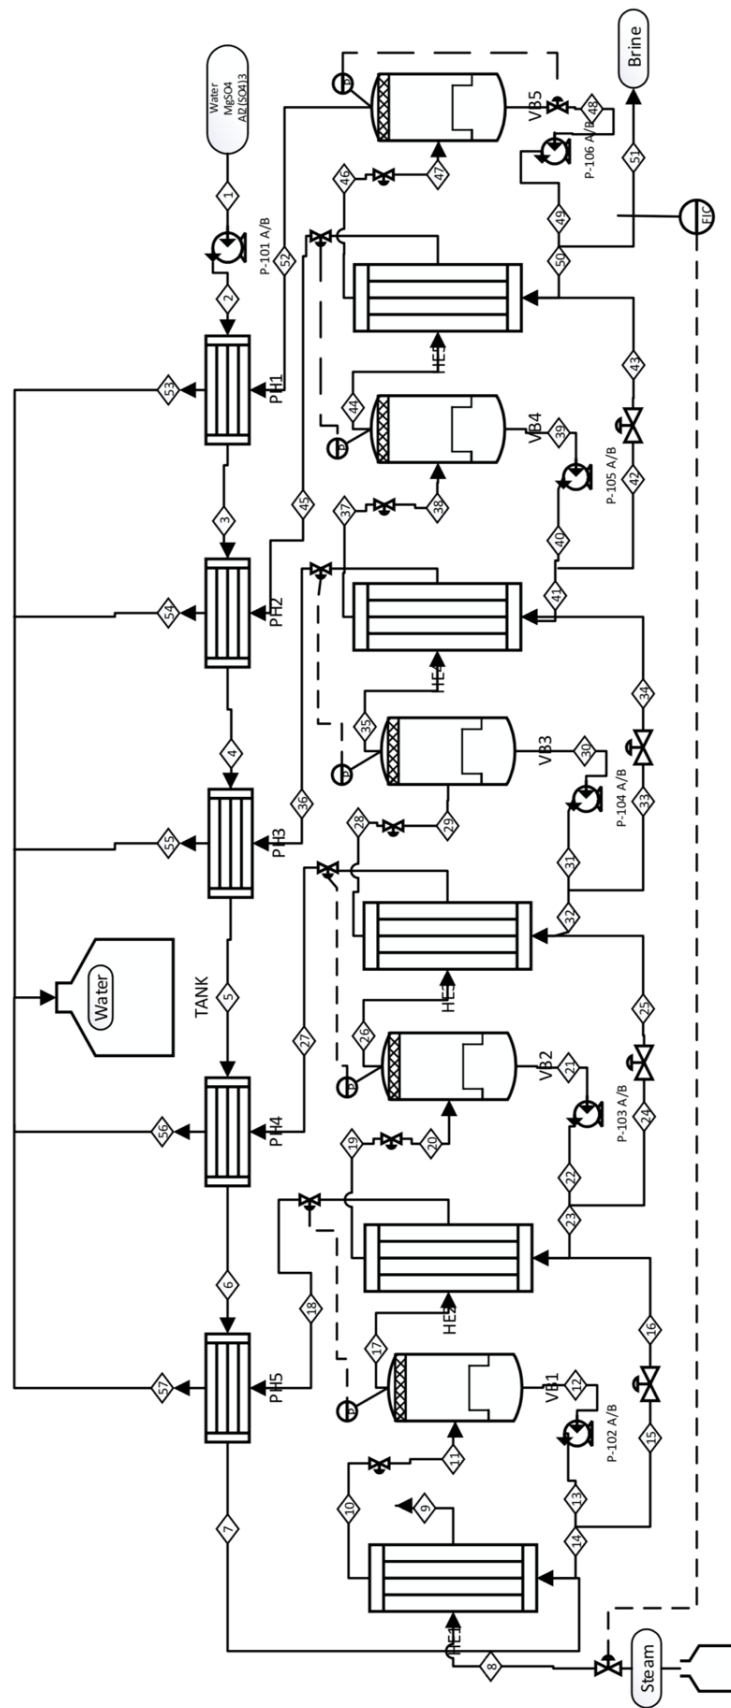 Water
MgSO4
Al2(SO4)3
1
P-101 A/B
2
PH1
53
3
PH2
54
4
PH3
55
5
TANK
Water
PH4
56
6
PH5
57
7
Steam
8
HE1
9
10
11
VB1
12
P-102 A/B
13
14
15
16
17
HE2
18
19
20
VB2
21
P-103 A/B
22
23
24
25
26
HE3
27
28
29
VB3
30
P-104 A/B
31
32
33
34
35
HE4
36
37
38
VB4
39
P-105 A/B
40
41
42
43
44
HE5
45
46
47
VB5
48
P-106 A/B
49
50
51
52
Brine
FIC
P
P
P
P
P